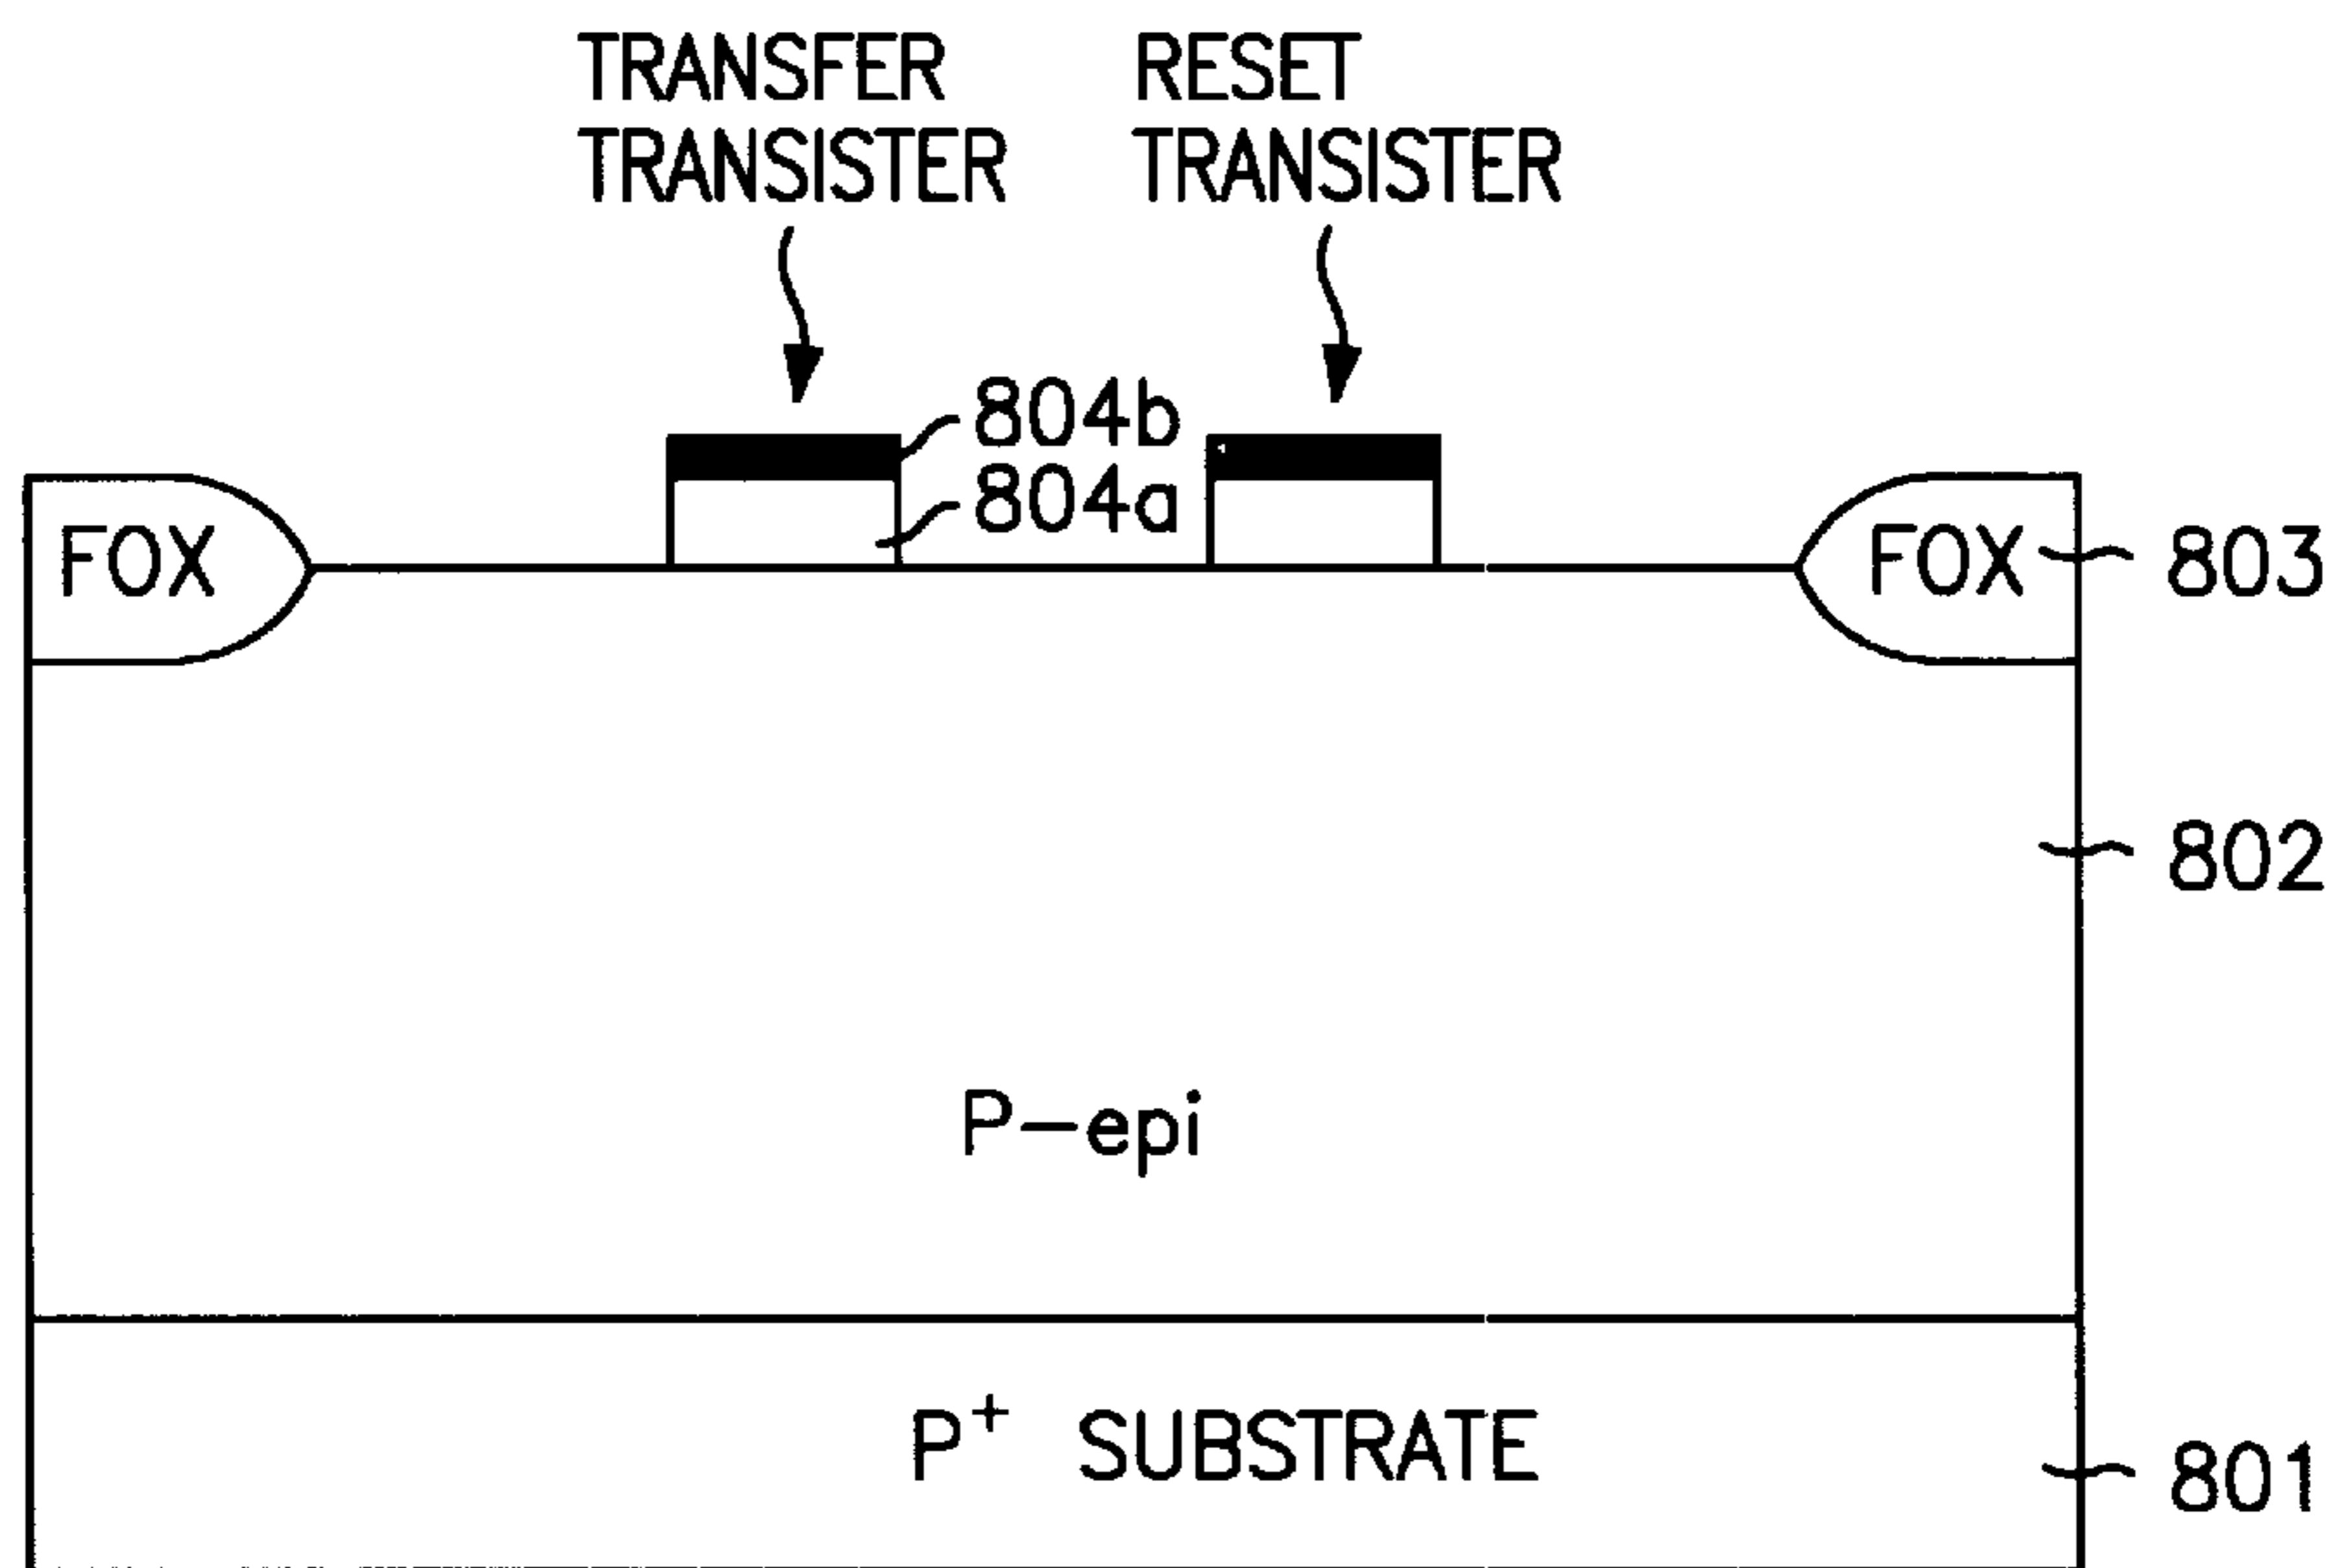 TRANSFER
TRANSISTER
RESET
TRANSISTER
804b
804a
FOX
FOX
803
802
P-epi
P+ SUBSTRATE
801